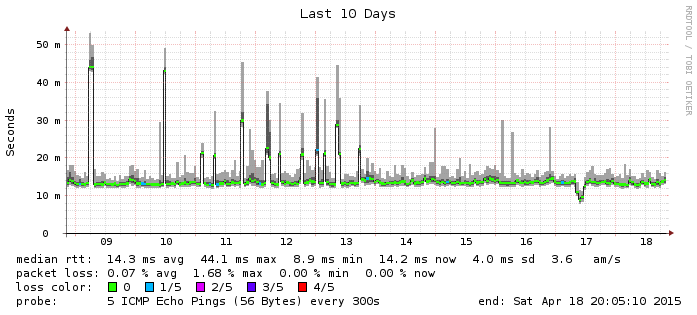 Last 10 Days
RRDTOOL / TOBI OETIKER
Seconds
50 m
40 m
30 m
20 m
10 m
0
09 10 11 12 13 14 15 16 17 18
median rtt: 14.3 ms avg 44.1 ms max 8.9 ms min 14.2 ms now 4.0 ms sd 3.6 am/s
packet loss: 0.07 % avg 1.68 % max 0.00 % min 0.00 % now
loss color: 0 1/5 2/5 3/5 4/5
probe: 5 ICMP Echo Pings (56 Bytes) every 300s end: Sat Apr 18 20:05:10 2015